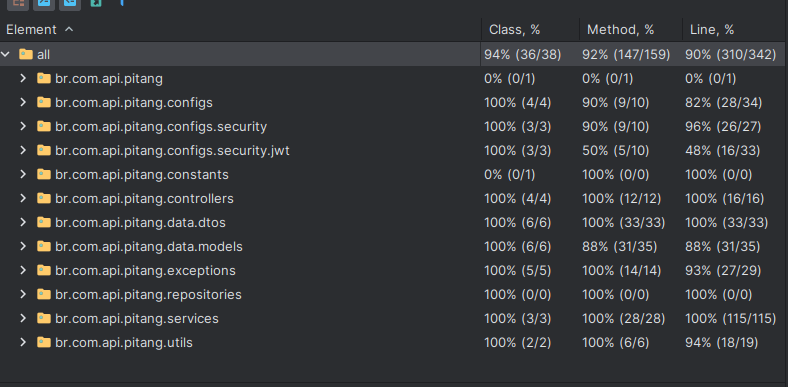 Element Class, % Method, % Line, %
all 94% (36/38) 92% (147/159) 90% (310/342)
br.com.api.pitang 0% (0/1) 0% (0/1) 0% (0/1)
br.com.api.pitang.configs 100% (4/4) 90% (9/10) 82% (28/34)
br.com.api.pitang.configs.security 100% (3/3) 90% (9/10) 96% (26/27)
br.com.api.pitang.configs.security.jwt 100% (3/3) 50% (5/10) 48% (16/33)
br.com.api.pitang.constants 0% (0/1) 100% (0/0) 100% (0/0)
br.com.api.pitang.controllers 100% (4/4) 100% (12/12) 100% (16/16)
br.com.api.pitang.data.dtos 100% (6/6) 100% (33/33) 100% (33/33)
br.com.api.pitang.data.models 100% (6/6) 88% (31/35) 88% (31/35)
br.com.api.pitang.exceptions 100% (5/5) 100% (14/14) 93% (27/29)
br.com.api.pitang.repositories 100% (0/0) 100% (0/0) 100% (0/0)
br.com.api.pitang.services 100% (3/3) 100% (28/28) 100% (115/115)
br.com.api.pitang.utils 100% (2/2) 100% (6/6) 94% (18/19)